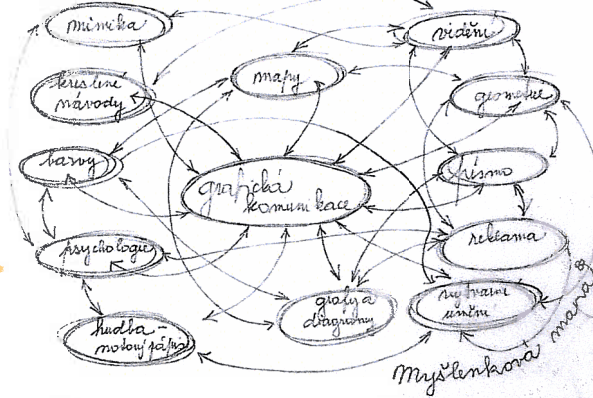 mimika
vidění
kreslené
návody
mapy
geometrie
barvy
písmo
grafická
komunikace
psychologie
reklama
grafy a
diagramy
výtvarné
umění
hudba -
notový zápis
Myšlenková mapa